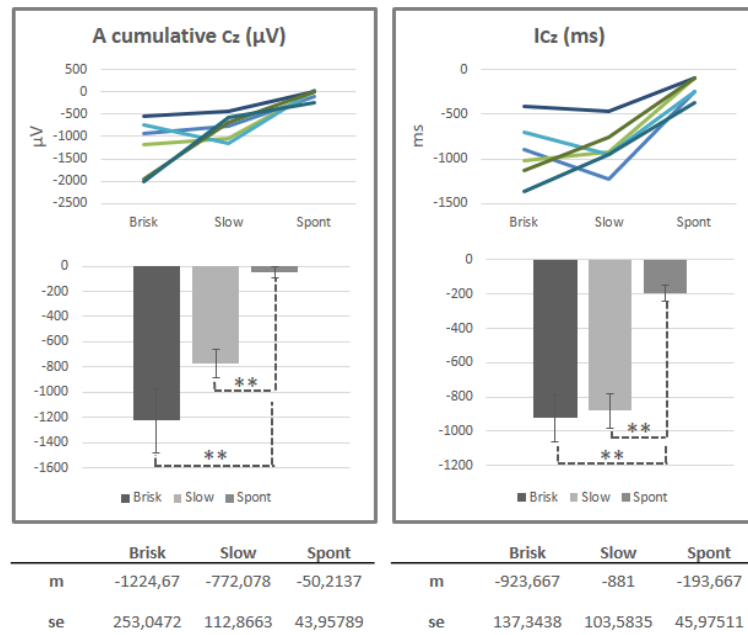 A cumulative cz (µV)
500
0
-500
-1000
-1500
-2000
-2500
µV
Brisk Slow Spont
0
-200
-400
-600
-800
-1000
-1200
-1400
-1600
**
**
Brisk Slow Spont
Icz (ms)
0
-500
-1000
-1500
ms
Brisk Slow Spont
0
-200
-400
-600
-800
-1000
-1200
**
**
Brisk Slow Spont
Brisk Slow Spont
m -1224,67 -772,078 -50,2137
se 253,0472 112,8663 43,95789
Brisk Slow Spont
m -923,667 -881 -193,667
se 137,3438 103,5835 45,97511